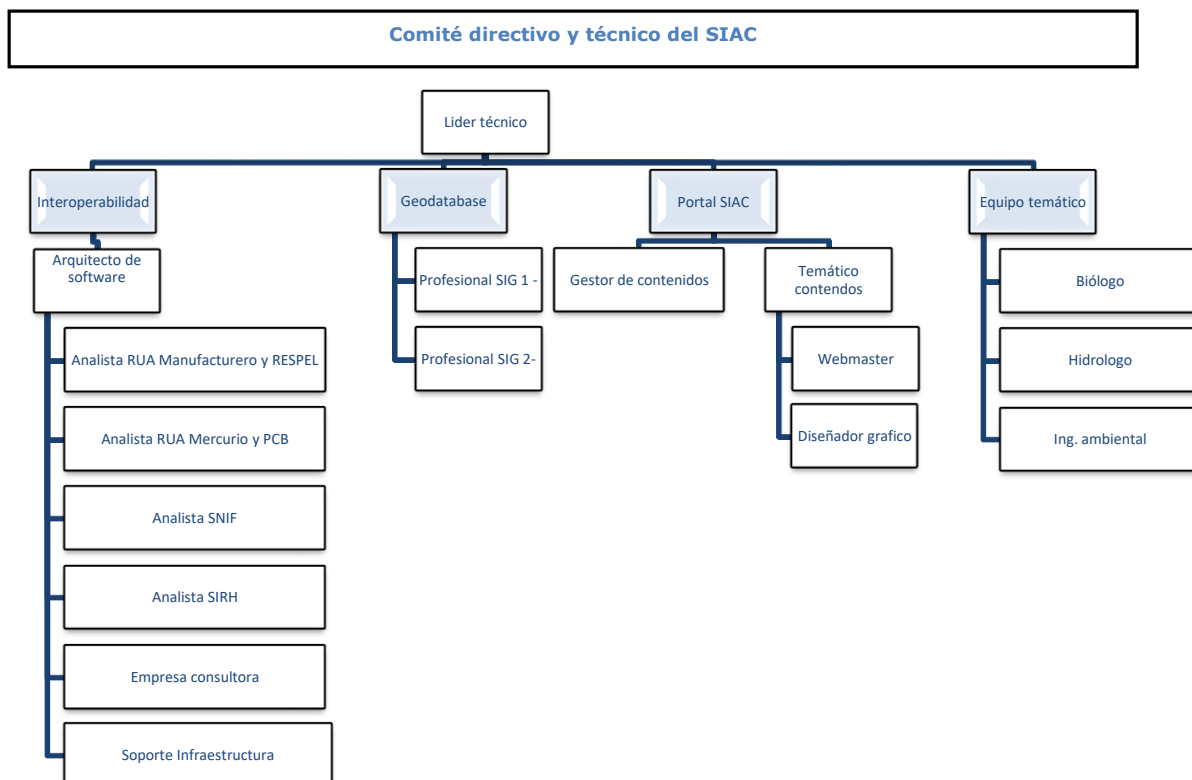 Comité directivo y técnico del SIAC
Lider técnico
Interoperabilidad
Geodatabase
Portal SIAC
Equipo temático
Arquitecto de
software
Profesional SIG 1 -
Gestor de contenidos
Temático
contendos
Biólogo
Analista RUA Manufacturero y RESPEL
Profesional SIG 2-
Webmaster
Hidrologo
Analista RUA Mercurio y PCB
Diseñador grafico
Ing. ambiental
Analista SNIF
Analista SIRH
Empresa consultora
Soporte Infraestructura